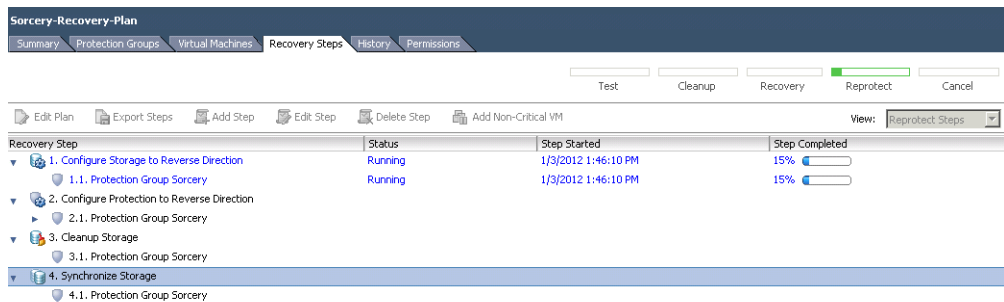 Sorcery-Recovery-Plan
Summary Protection Groups Virtual Machines Recovery Steps History Permissions
Test Cleanup Recovery Reprotect Cancel
Edit Plan Export Steps Add Step Edit Step Delete Step Add Non-Critical VM View: Reprotect Steps
Recovery Step Status Step Started Step Completed
1. Configure Storage to Reverse Direction Running 1/3/2012 1:46:10 PM 15%
1.1. Protection Group Sorcery Running 1/3/2012 1:46:10 PM 15%
2. Configure Protection to Reverse Direction
2.1. Protection Group Sorcery
3. Cleanup Storage
3.1. Protection Group Sorcery
4. Synchronize Storage
4.1. Protection Group Sorcery